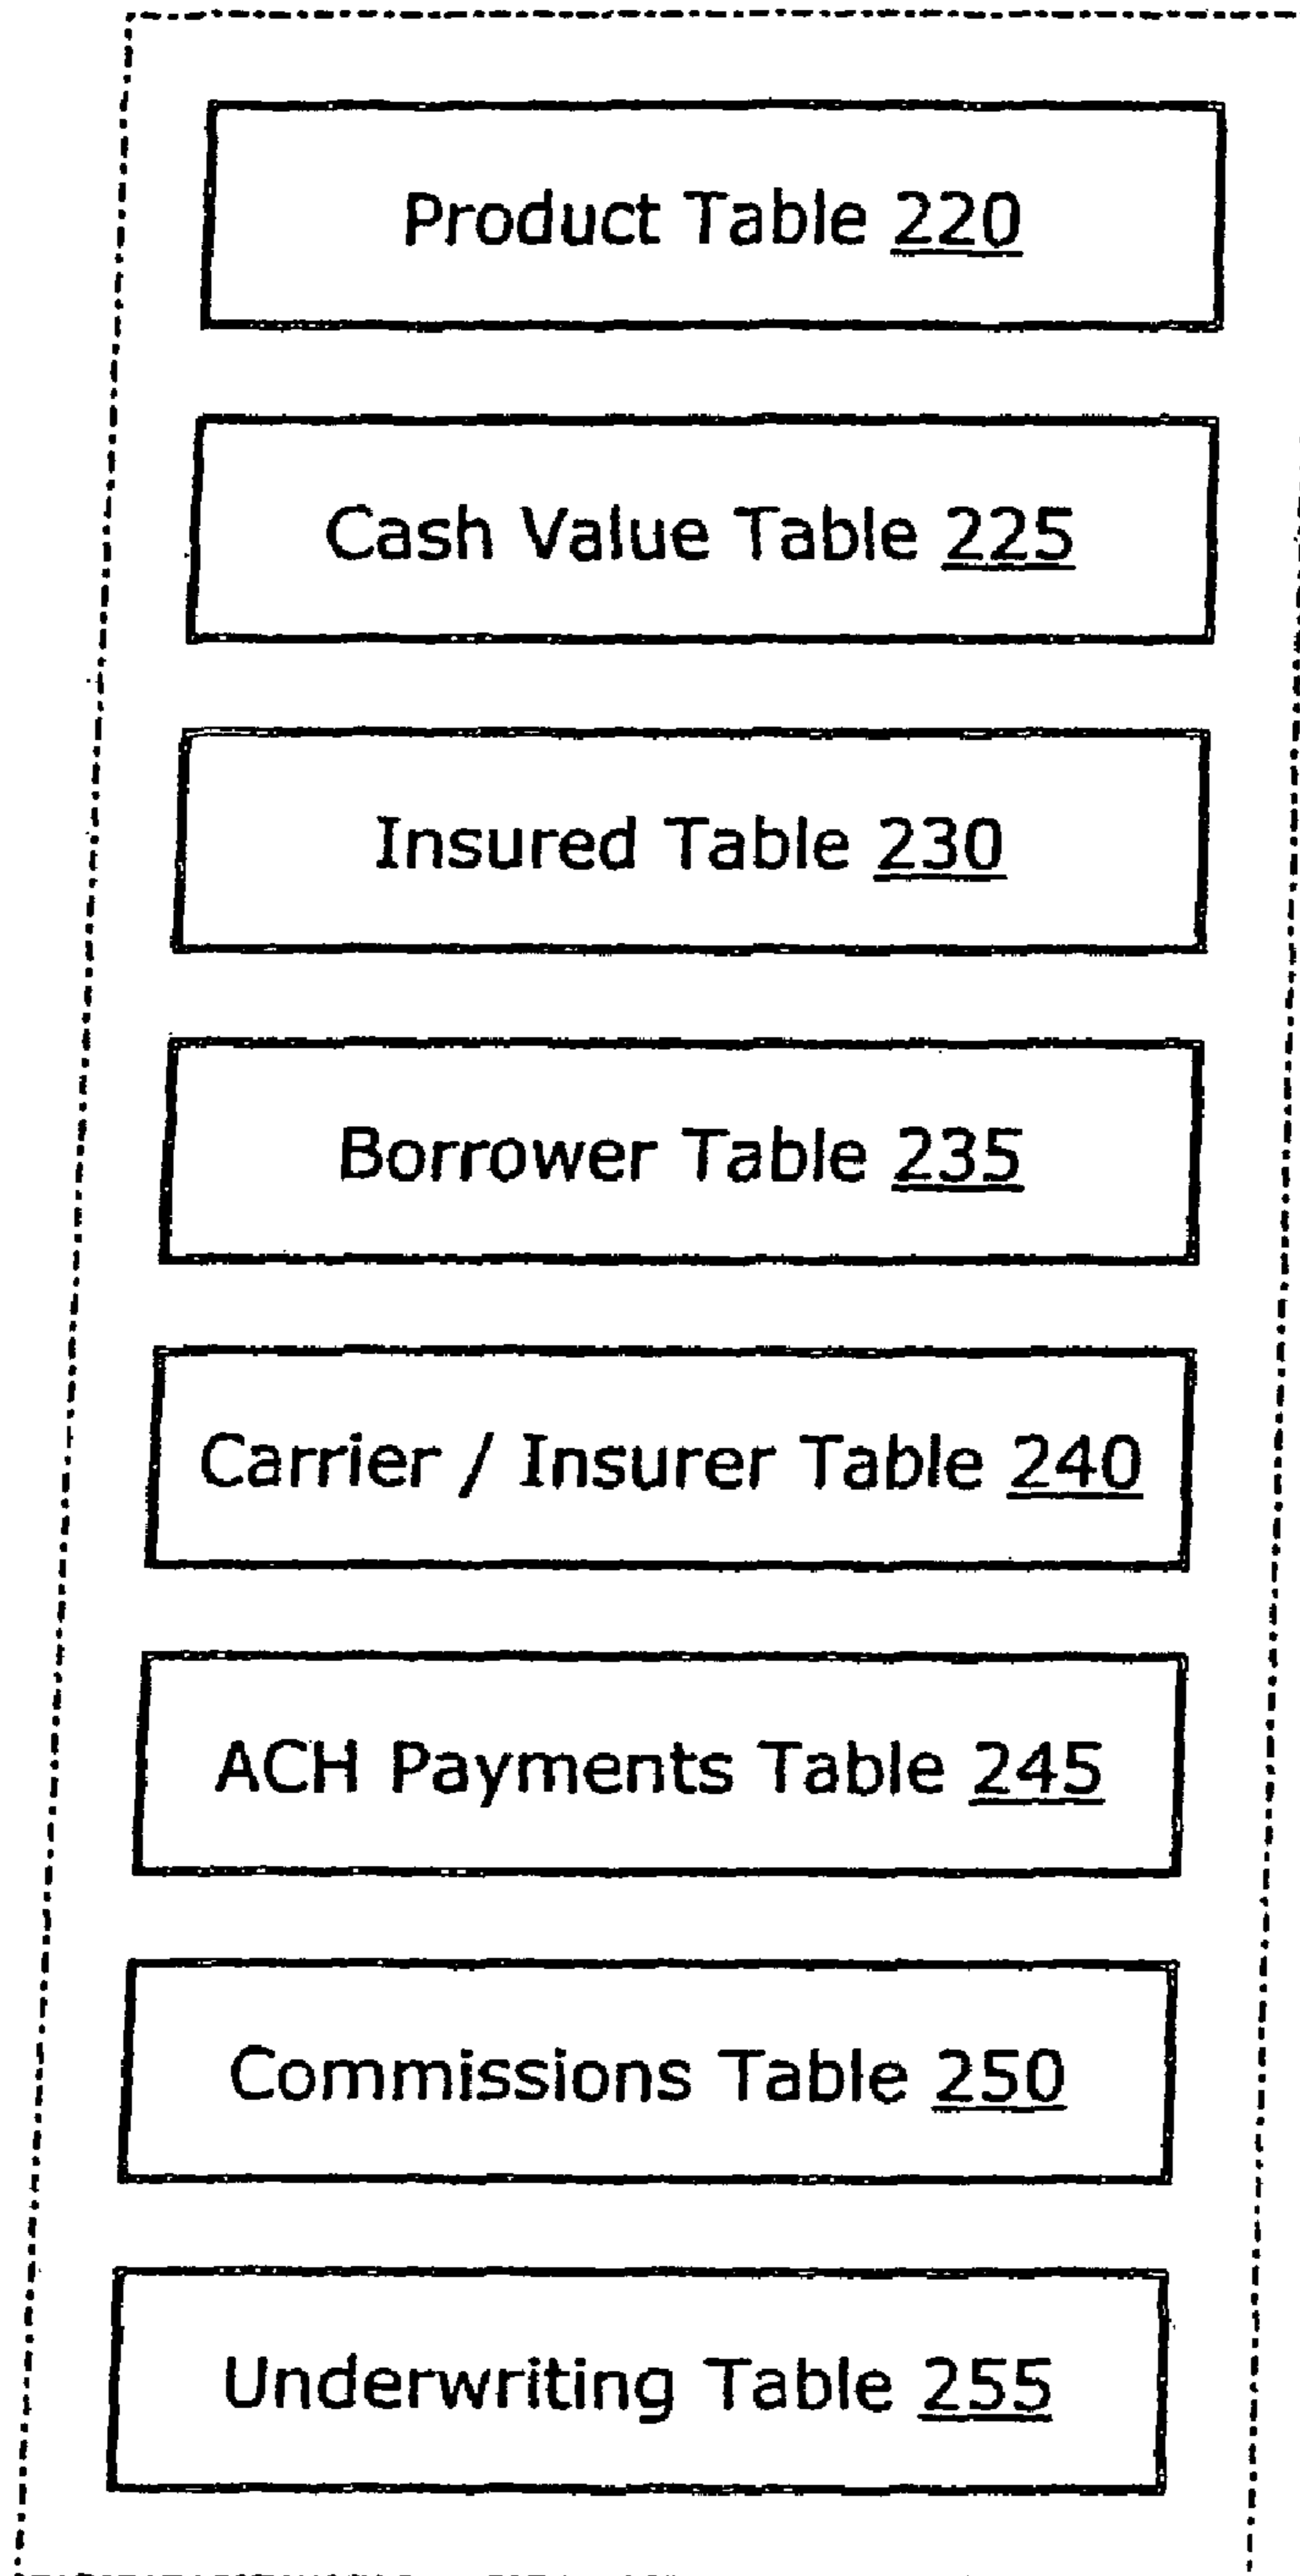 Product Table 220
Cash Value Table 225
Insured Table 230
Borrower Table 235
Carrier / Insurer Table 240
ACH Payments Table 245
Commissions Table 250
Underwriting Table 255